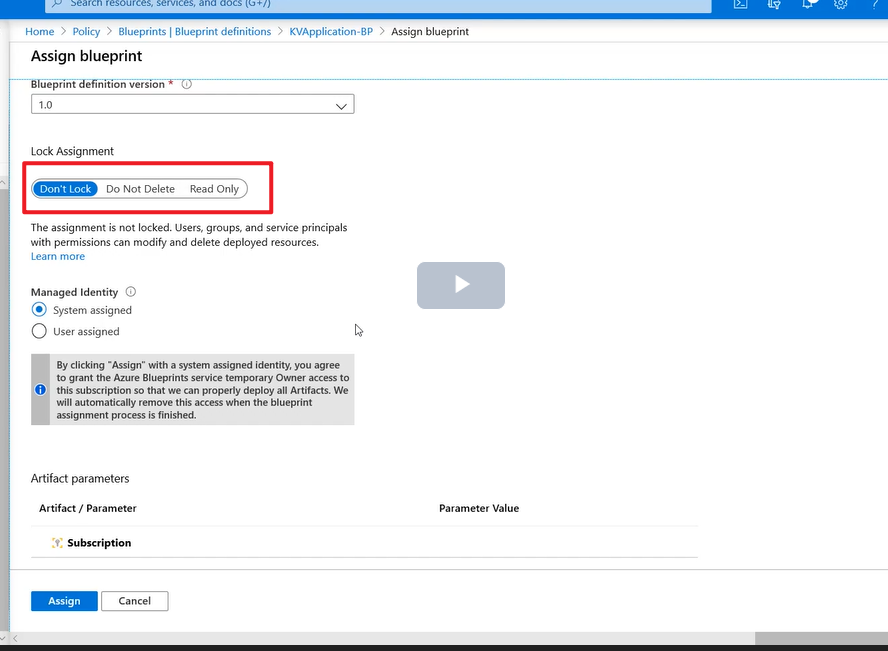 Search resources, services, and docs (G+/)
Home > Policy > Blueprints | Blueprint definitions > KVApplication-BP > Assign blueprint
Assign blueprint
Blueprint definition version *
1.0
Lock Assignment
Don't Lock Do Not Delete Read Only
The assignment is not locked. Users, groups, and service principals
with permissions can modify and delete deployed resources.
Learn more
Managed Identity
System assigned
User assigned
By clicking "Assign" with a system assigned identity, you agree
to grant the Azure Blueprints service temporary Owner access to
this subscription so that we can properly deploy all Artifacts. We
will automatically remove this access when the blueprint
assignment process is finished.
Artifact parameters
Artifact / Parameter Parameter Value
Subscription
Assign Cancel